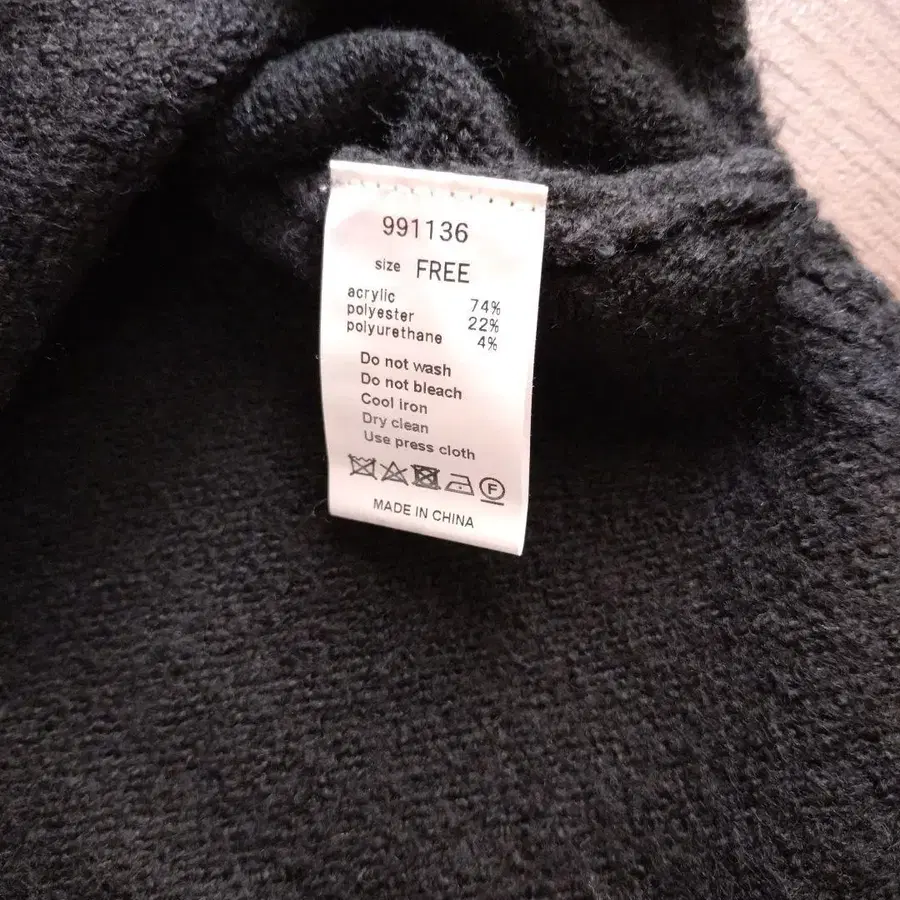 991136
size FREE
acrylic 74%
polyester 22%
polyurethane 4%
Do not wash
Do not bleach
Cool iron
Dry clean
Use press cloth
F
MADE IN CHINA